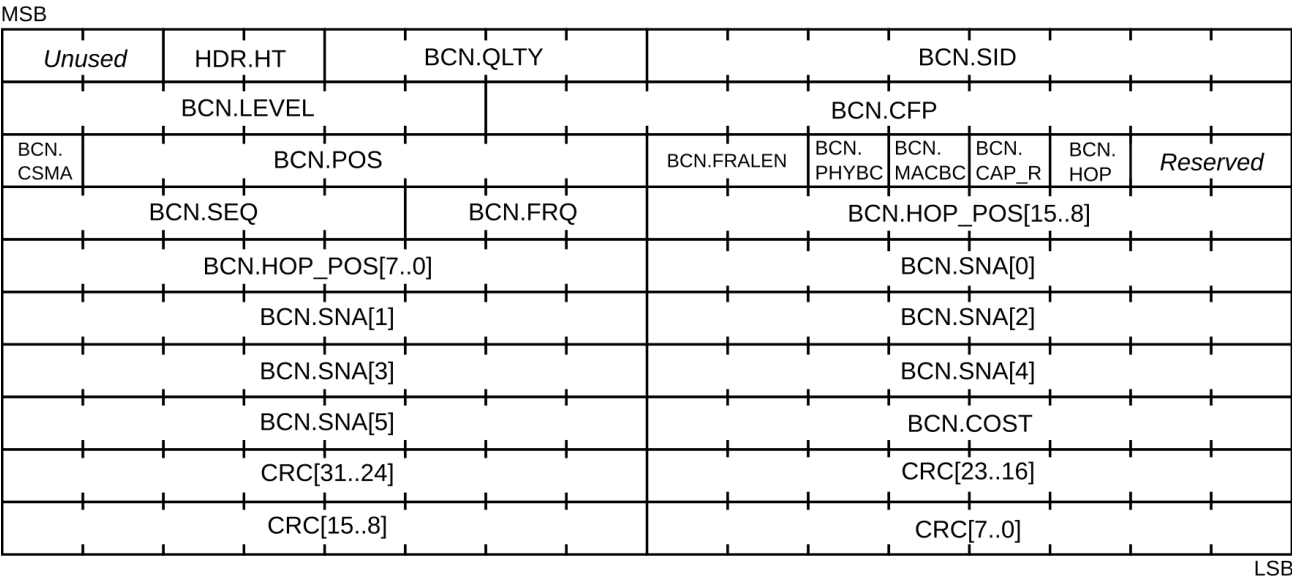 MSB
Unused HDR.HT BCN.QLTY BCN.SID
BCN.LEVEL BCN.CFP
BCN. CSMA BCN.POS BCN.FRALEN BCN. PHYBC BCN. MACBC BCN. CAP_R BCN. HOP Reserved
BCN.SEQ BCN.FRQ BCN.HOP_POS[15..8]
BCN.HOP_POS[7..0] BCN.SNA[0]
BCN.SNA[1] BCN.SNA[2]
BCN.SNA[3] BCN.SNA[4]
BCN.SNA[5] BCN.COST
CRC[31..24] CRC[23..16]
CRC[15..8] CRC[7..0]
LSB